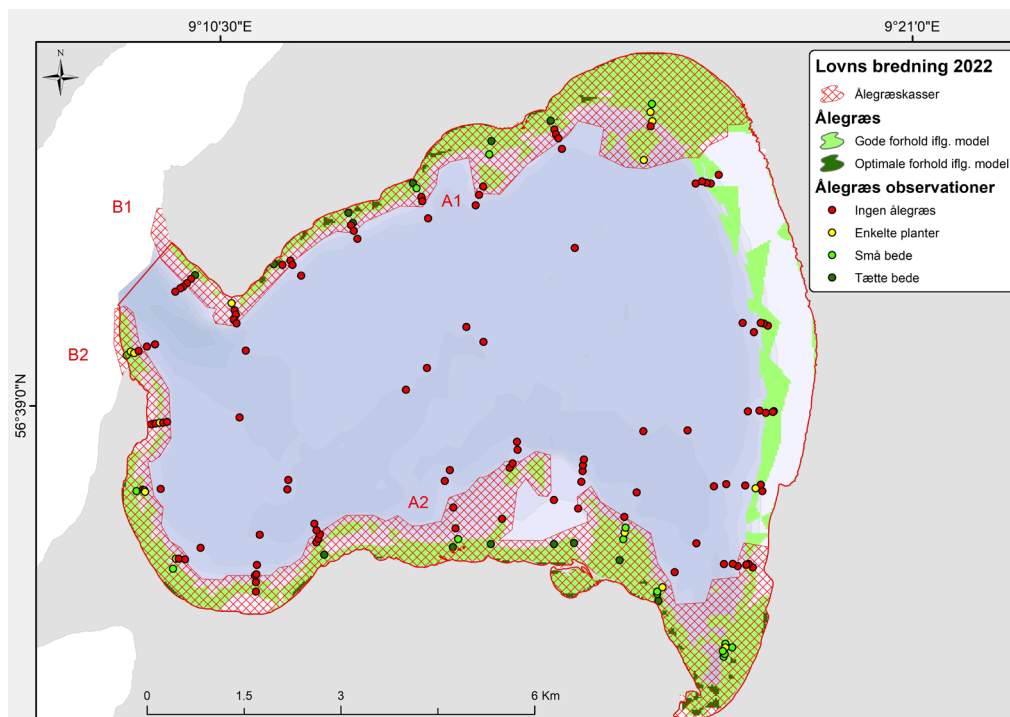 9°10'30"E
9°21'0"E
N
Lovns bredning 2022
Ålegræskasser
Ålegræs
Gode forhold iflg. model
Optimale forhold iflg. model
Ålegræs observationer
Ingen ålegræs
Enkelte planter
Små bede
Tætte bede
B1
A1
B2
56°39'0"N
A2
0
1.5
3
6 Km